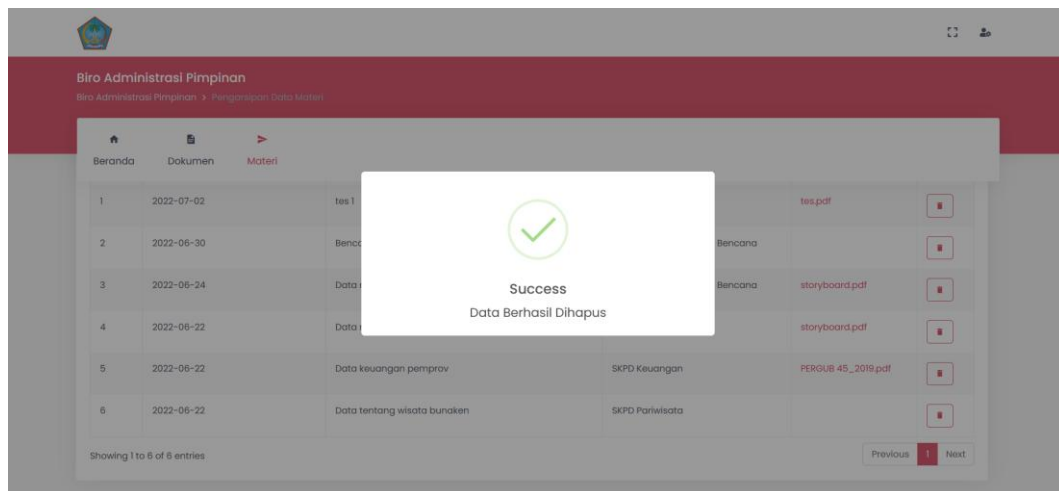 Biro Administrasi Pimpinan
Biro Administrasi Pimpinan > Pengarsipan Data Materi
Beranda Dokumen Materi
1 2022-07-02 tes 1 tes.pdf
2 2022-06-30 Bencana
3 2022-06-24 Data Bencana storyboard.pdf
4 2022-06-22 Data storyboard.pdf
Success
Data Berhasil Dihapus
5 2022-06-22 Data keuangan pemprov SKPD Keuangan PERGUB 45_2019.pdf
6 2022-06-22 Data tentang wisata bunaken SKPD Pariwisata
Showing 1 to 6 of 6 entries
Previous 1 Next